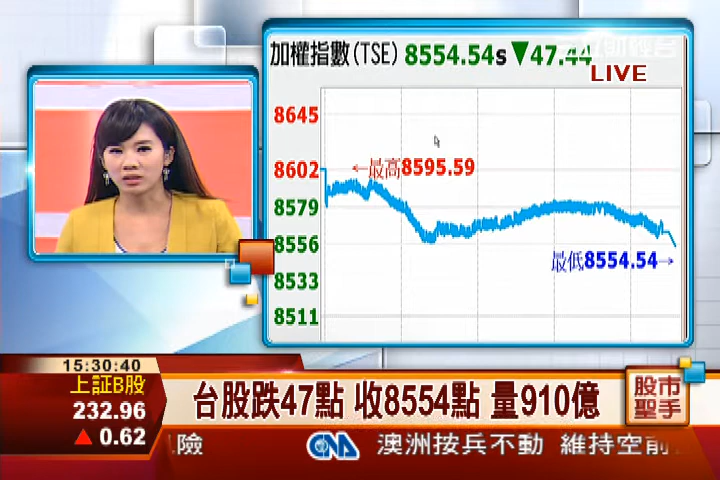 加權指數(TSE) 8554.54s▼47.44
LIVE
8645
8602
←最高8595.59
8579
8556
最低8554.54→
8533
8511
15:30:40
上証B股
232.96
▲0.62
台股跌47點 收8554點 量910億
股市
聖手
險 CNA 澳洲按兵不動 維持空前